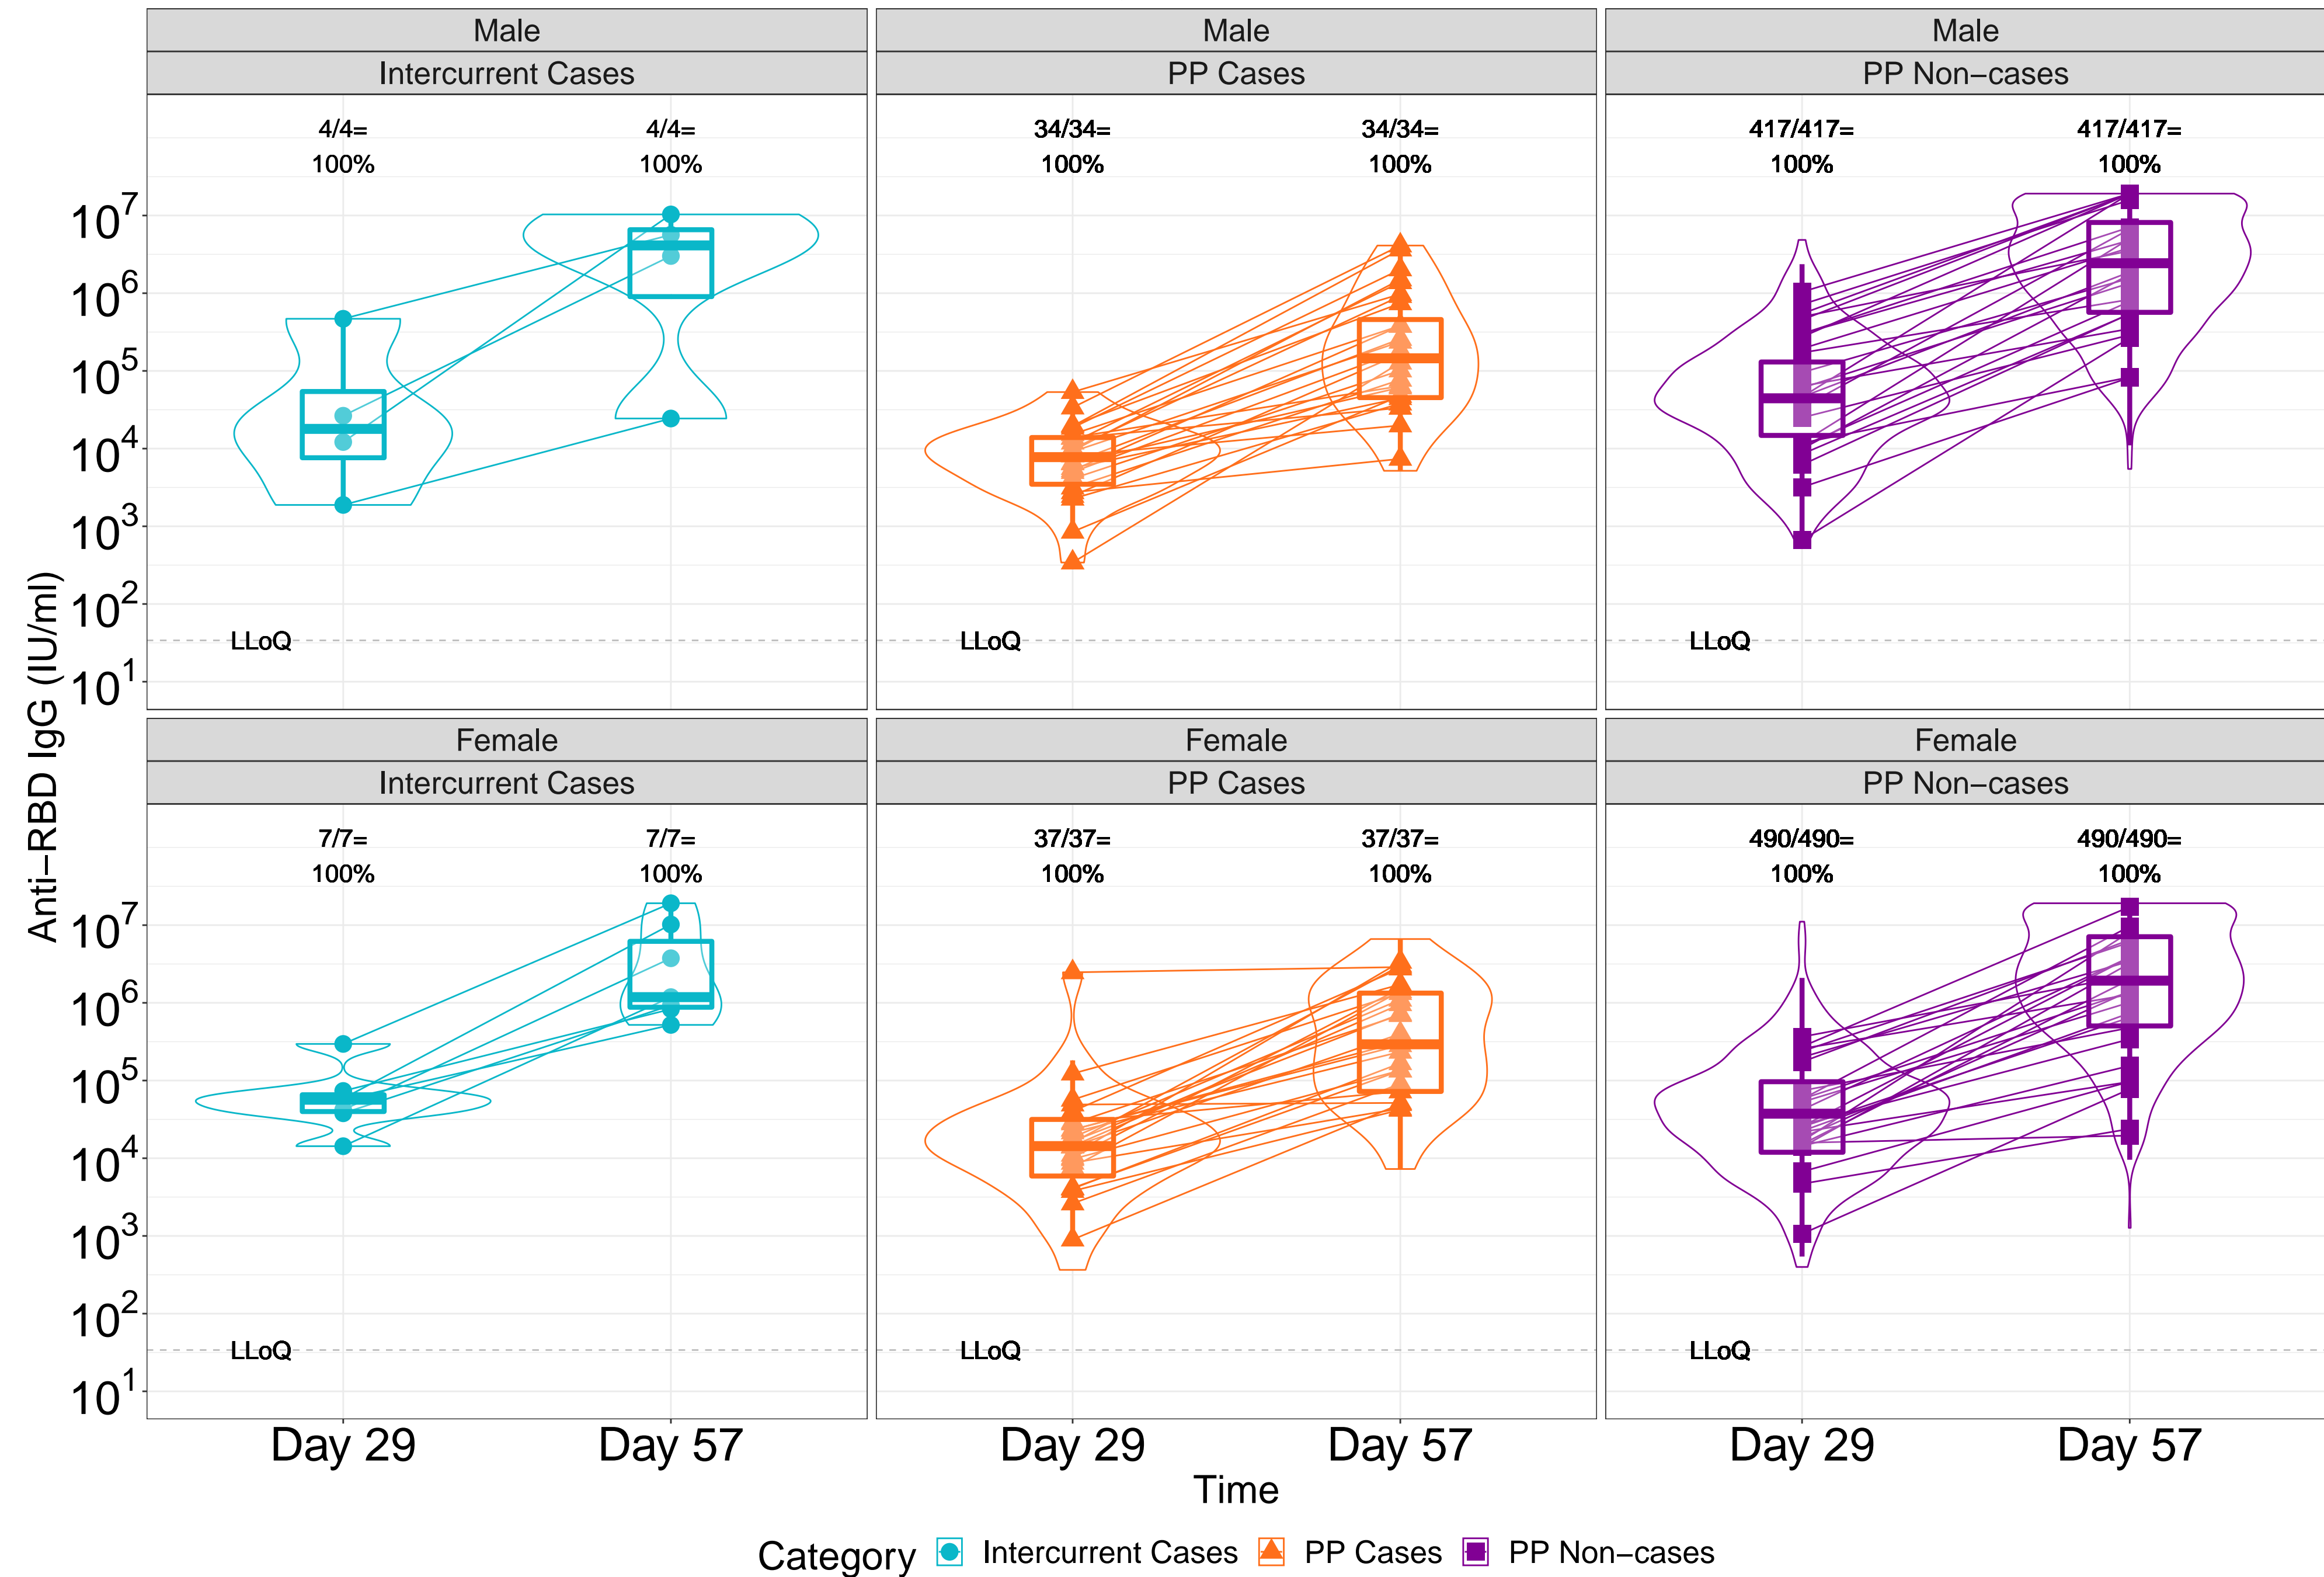 Male
Male
Male
Intercurrent Cases
PP Cases
PP Non−cases
4/4=
100%
4/4=
100%
34/34=
100%
34/34=
100%
417/417=
100%
417/417=
100%
10^7
10^6
10^5
10^4
10^3
10^2
10^1
LLoQ
LLoQ
LLoQ
Anti−RBD IgG (IU/ml)
Female
Female
Female
Intercurrent Cases
PP Cases
PP Non−cases
7/7=
100%
7/7=
100%
37/37=
100%
37/37=
100%
490/490=
100%
490/490=
100%
10^7
10^6
10^5
10^4
10^3
10^2
10^1
LLoQ
LLoQ
LLoQ
Day 29
Day 57
Day 29
Day 57
Day 29
Day 57
Time
Category Intercurrent Cases PP Cases PP Non−cases